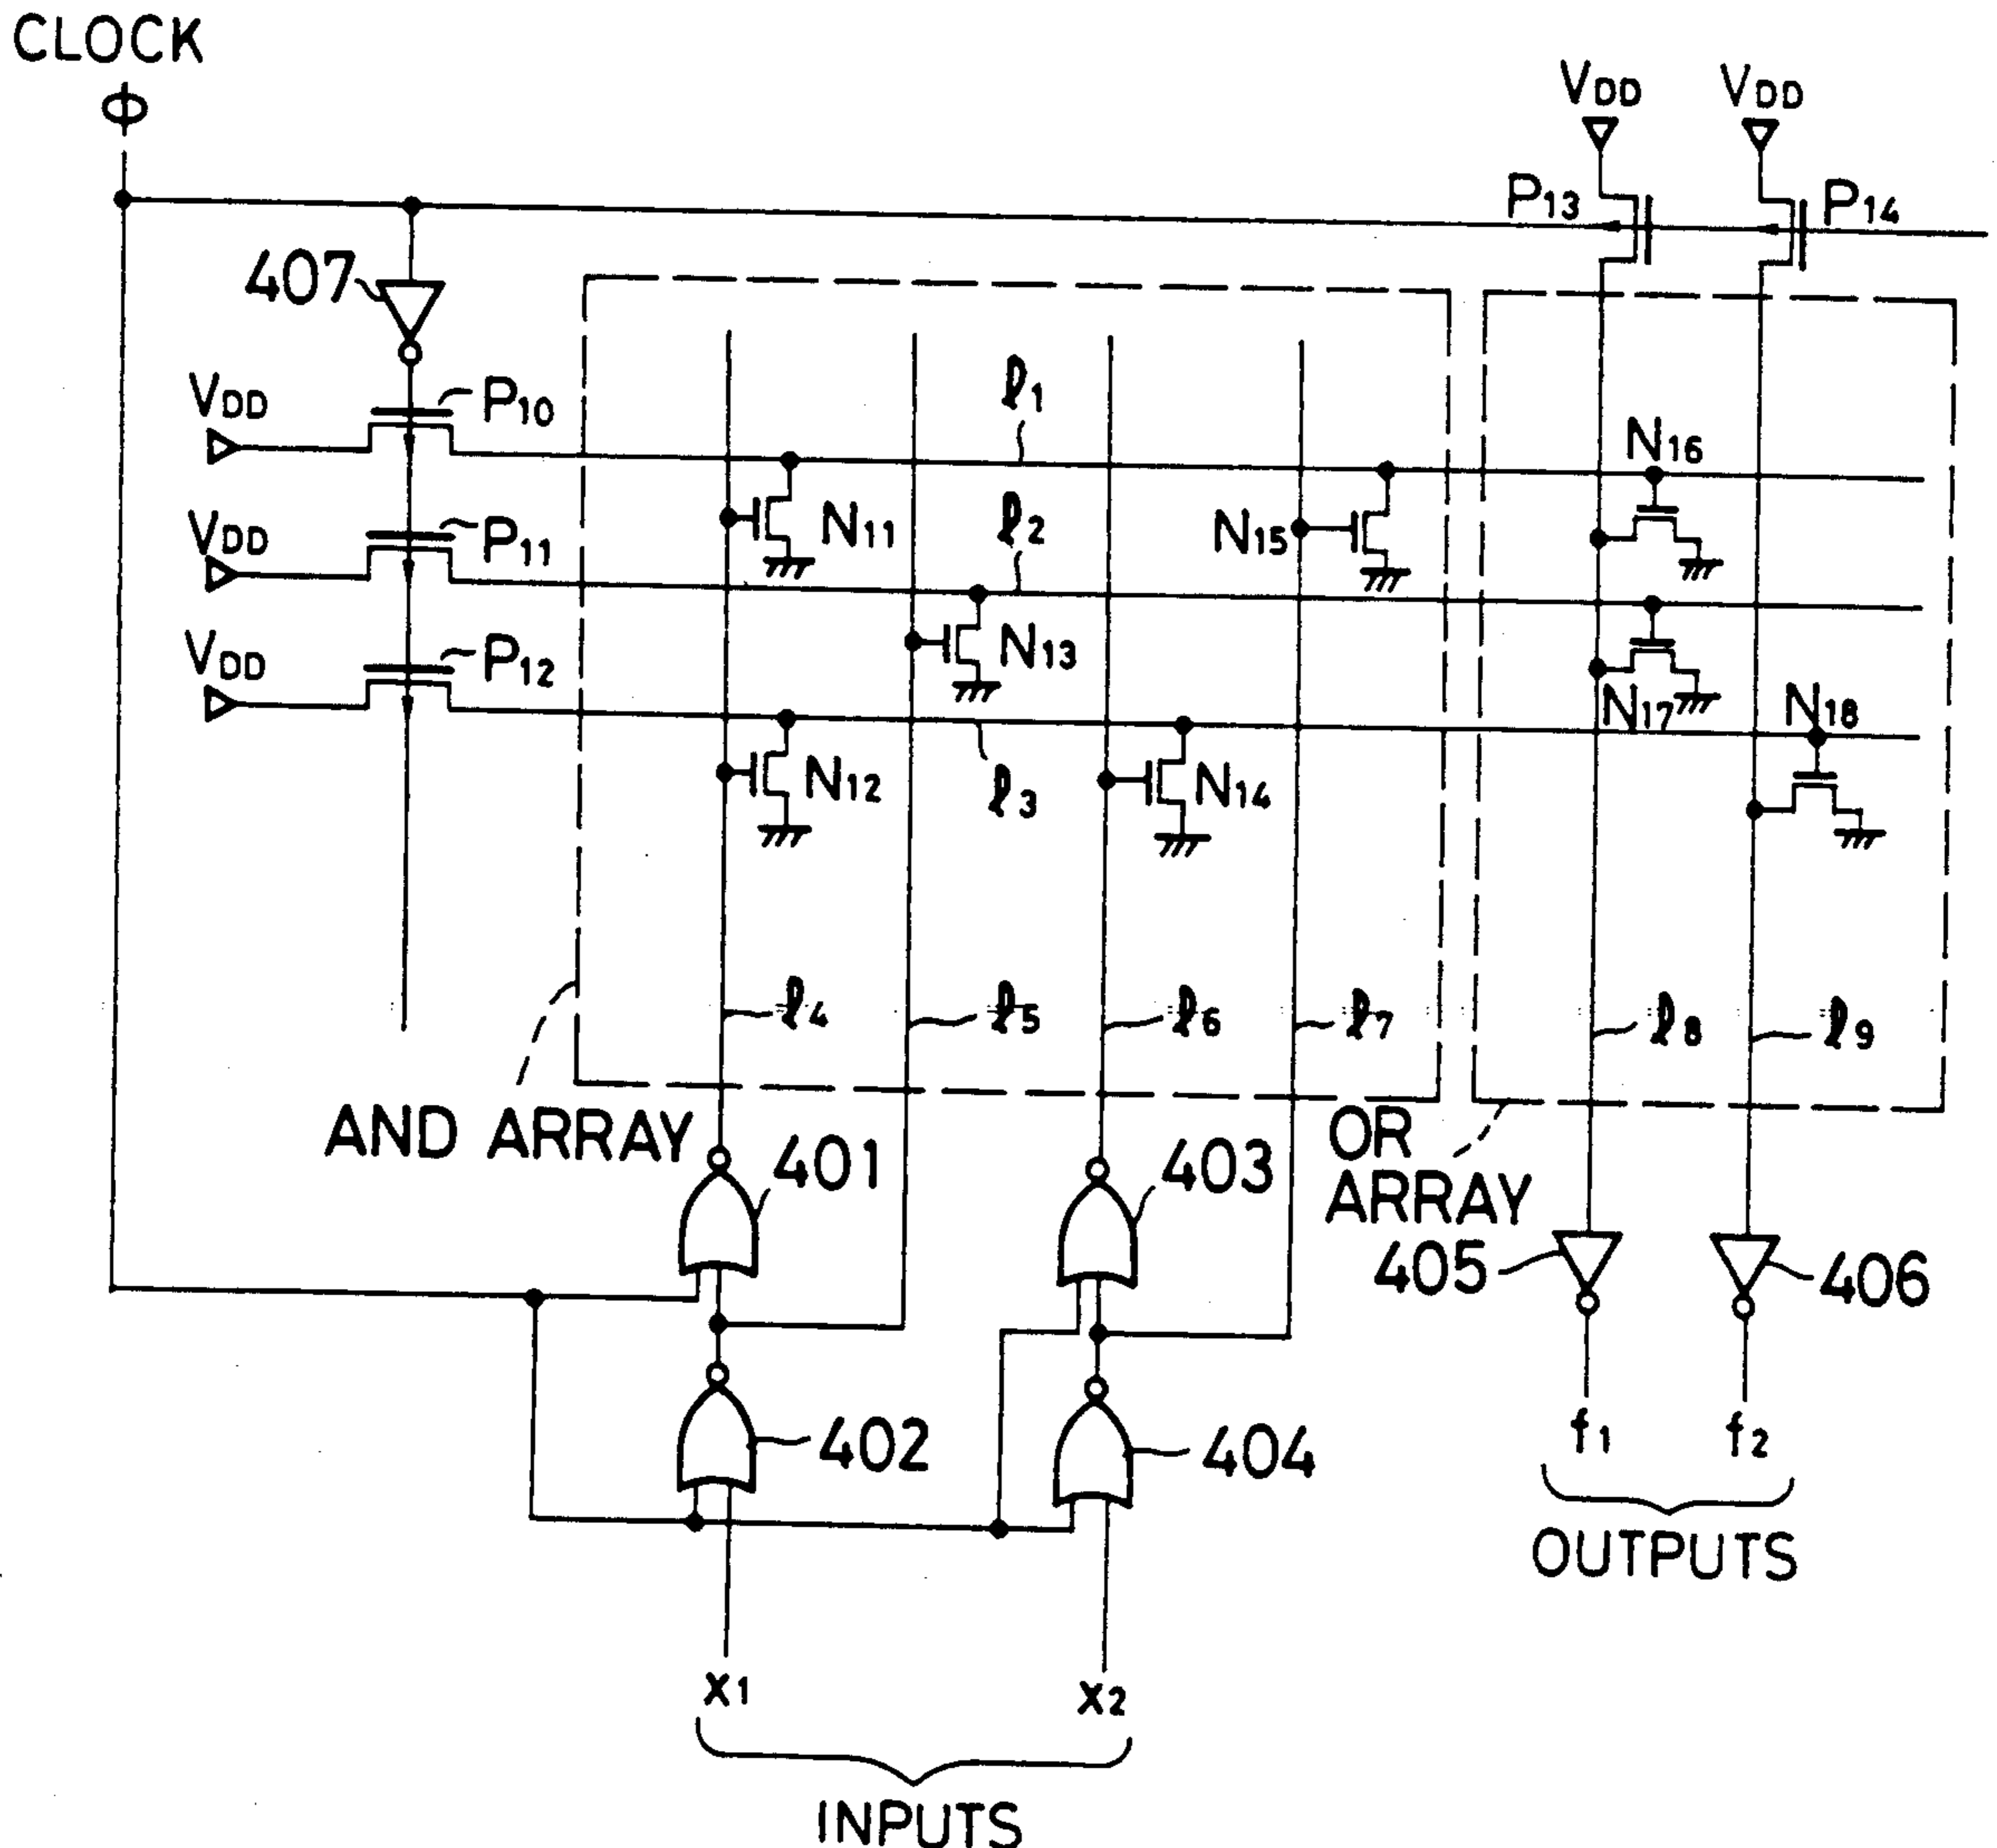 CLOCK
Φ
VDD VDD
P13 P14
407
VDD P10
ℓ1
N16
VDD P11
N11
ℓ2
N15
VDD P12
N13
N17
N18
N12
ℓ3
N14
ℓ4 ℓ5 ℓ6 ℓ7 ℓ8 ℓ9
AND ARRAY
OR
ARRAY
401
403
405
406
402
404
f1 f2
OUTPUTS
x1 x2
INPUTS